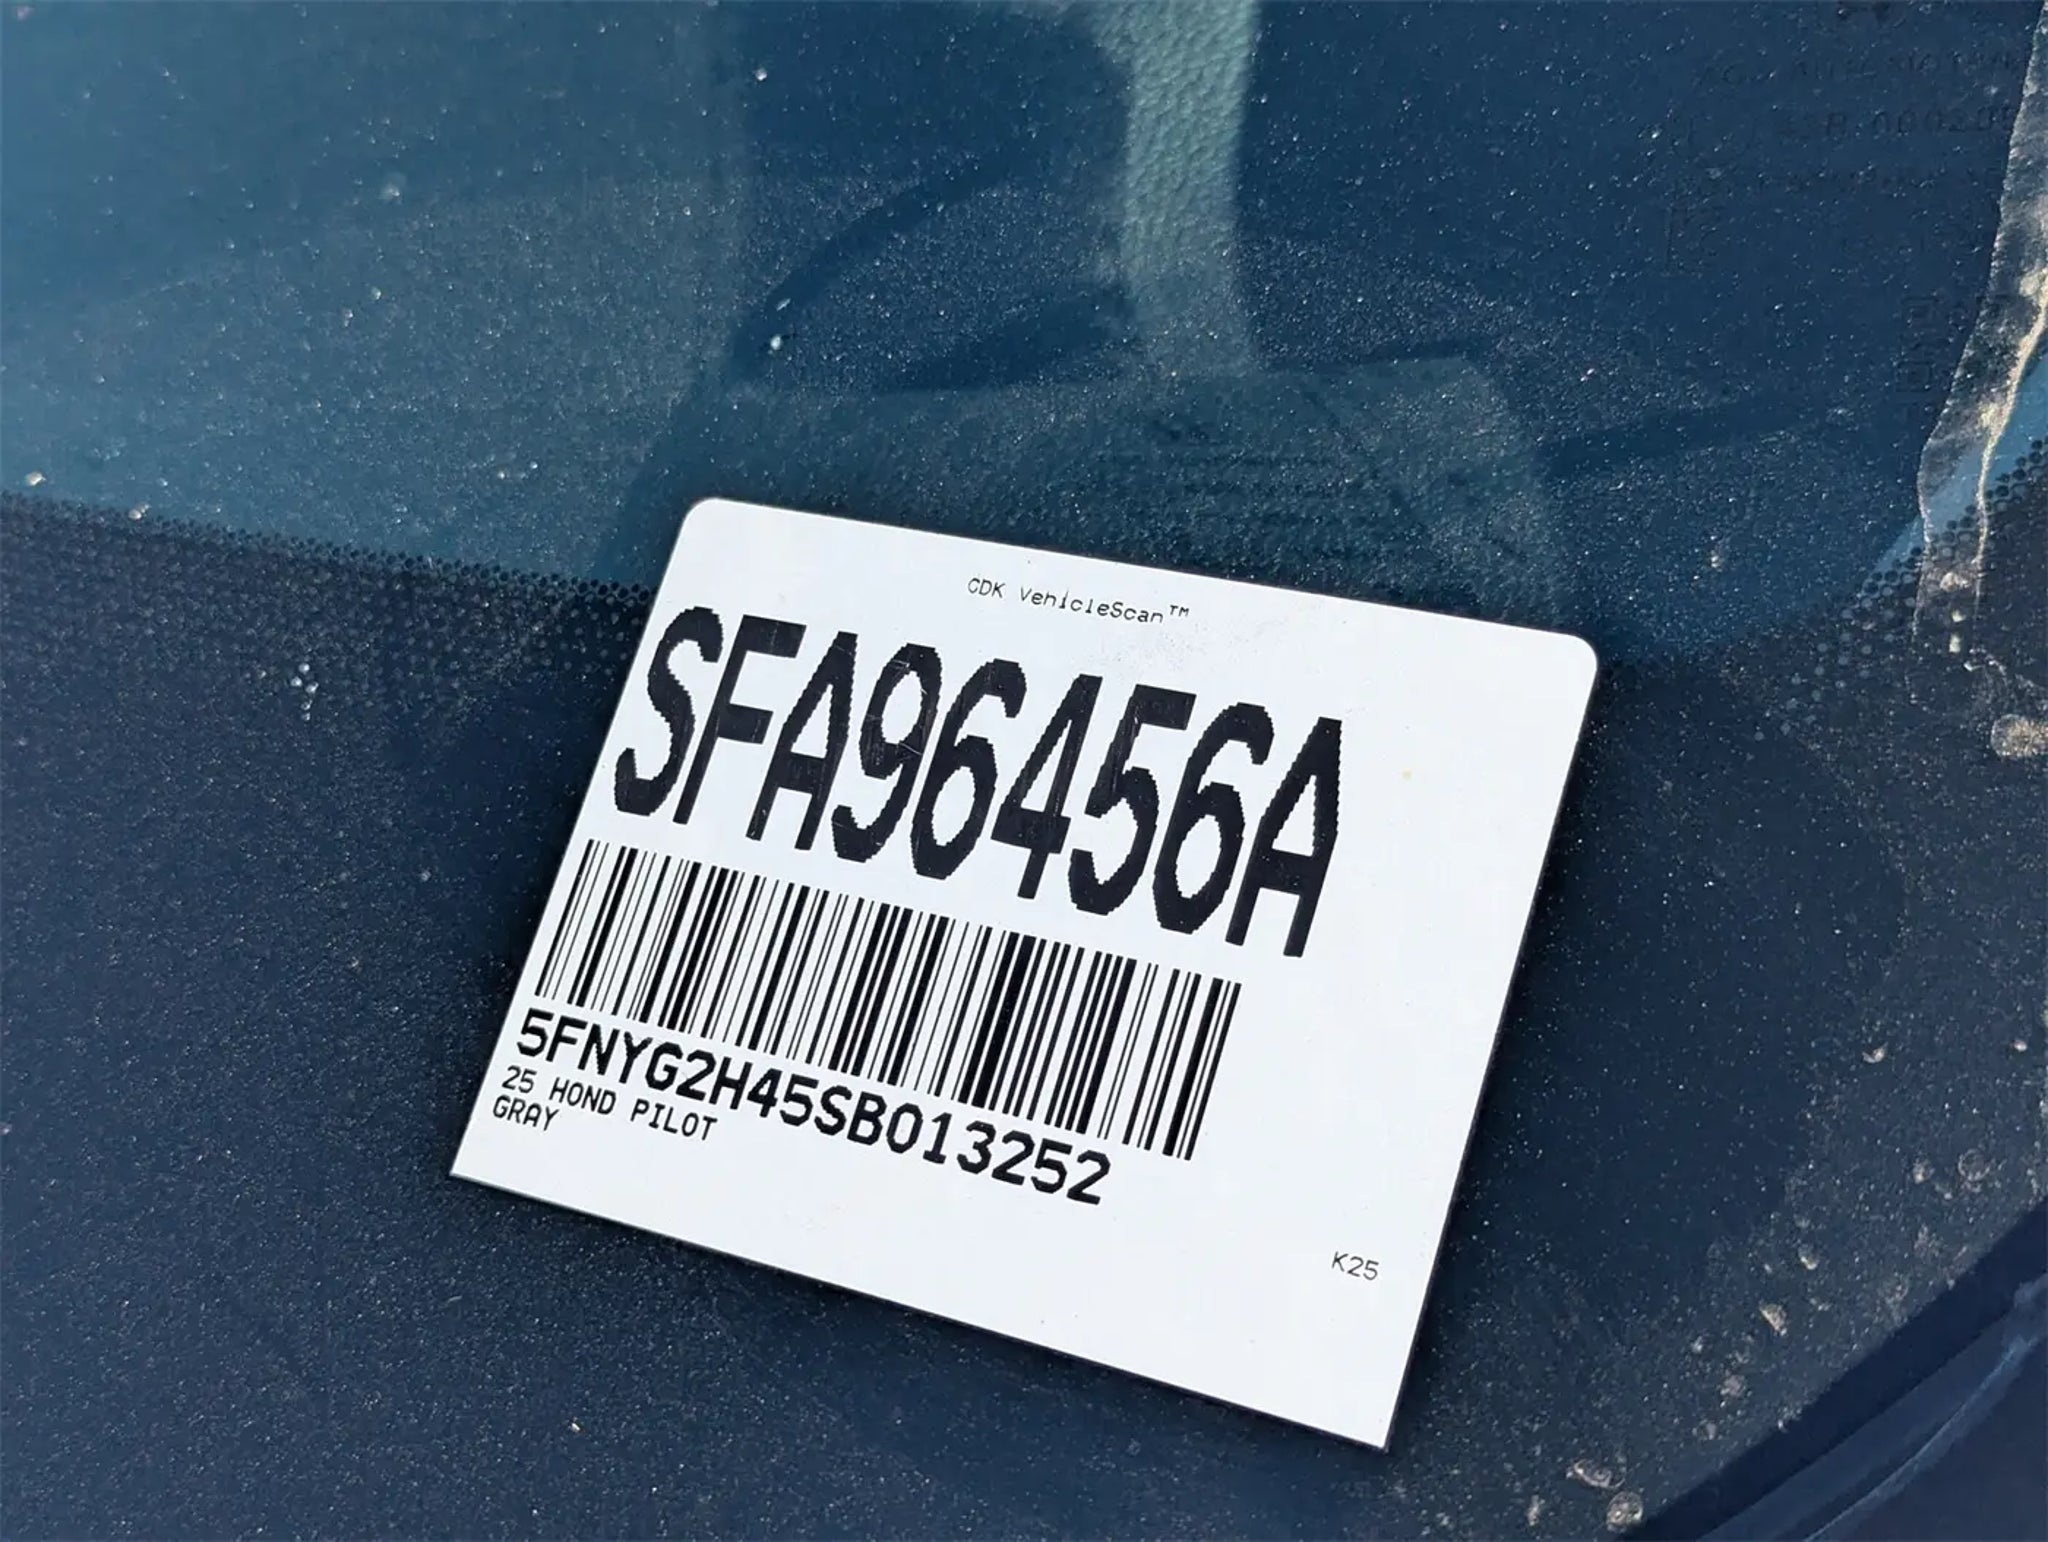 CDK VehicleScan™
SFA96456A
5FNYG2H45SB013252
25 HOND PILOT
GRAY
K25